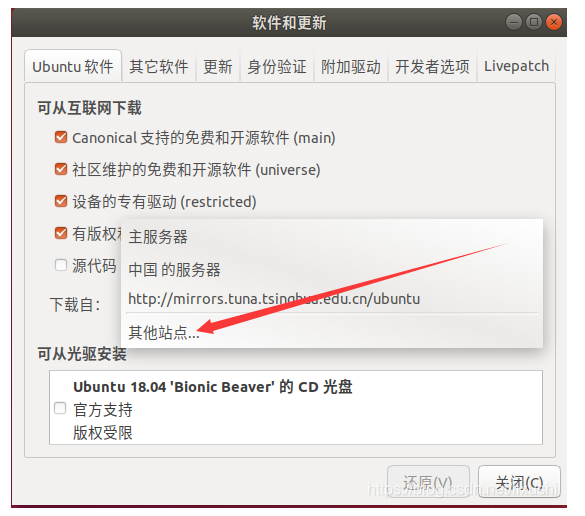 软件和更新
Ubuntu 软件 其它软件 更新 身份验证 附加驱动 开发者选项 Livepatch
可从互联网下载
Canonical 支持的免费和开源软件 (main)
社区维护的免费和开源软件 (universe)
设备的专有驱动 (restricted)
有版权和
主服务器
源代码
中国 的服务器
下载自:
http://mirrors.tuna.tsinghua.edu.cn/ubuntu
其他站点...
可从光驱安装
Ubuntu 18.04 'Bionic Beaver' 的 CD 光盘
官方支持
版权受限
还原(V) 关闭(C)